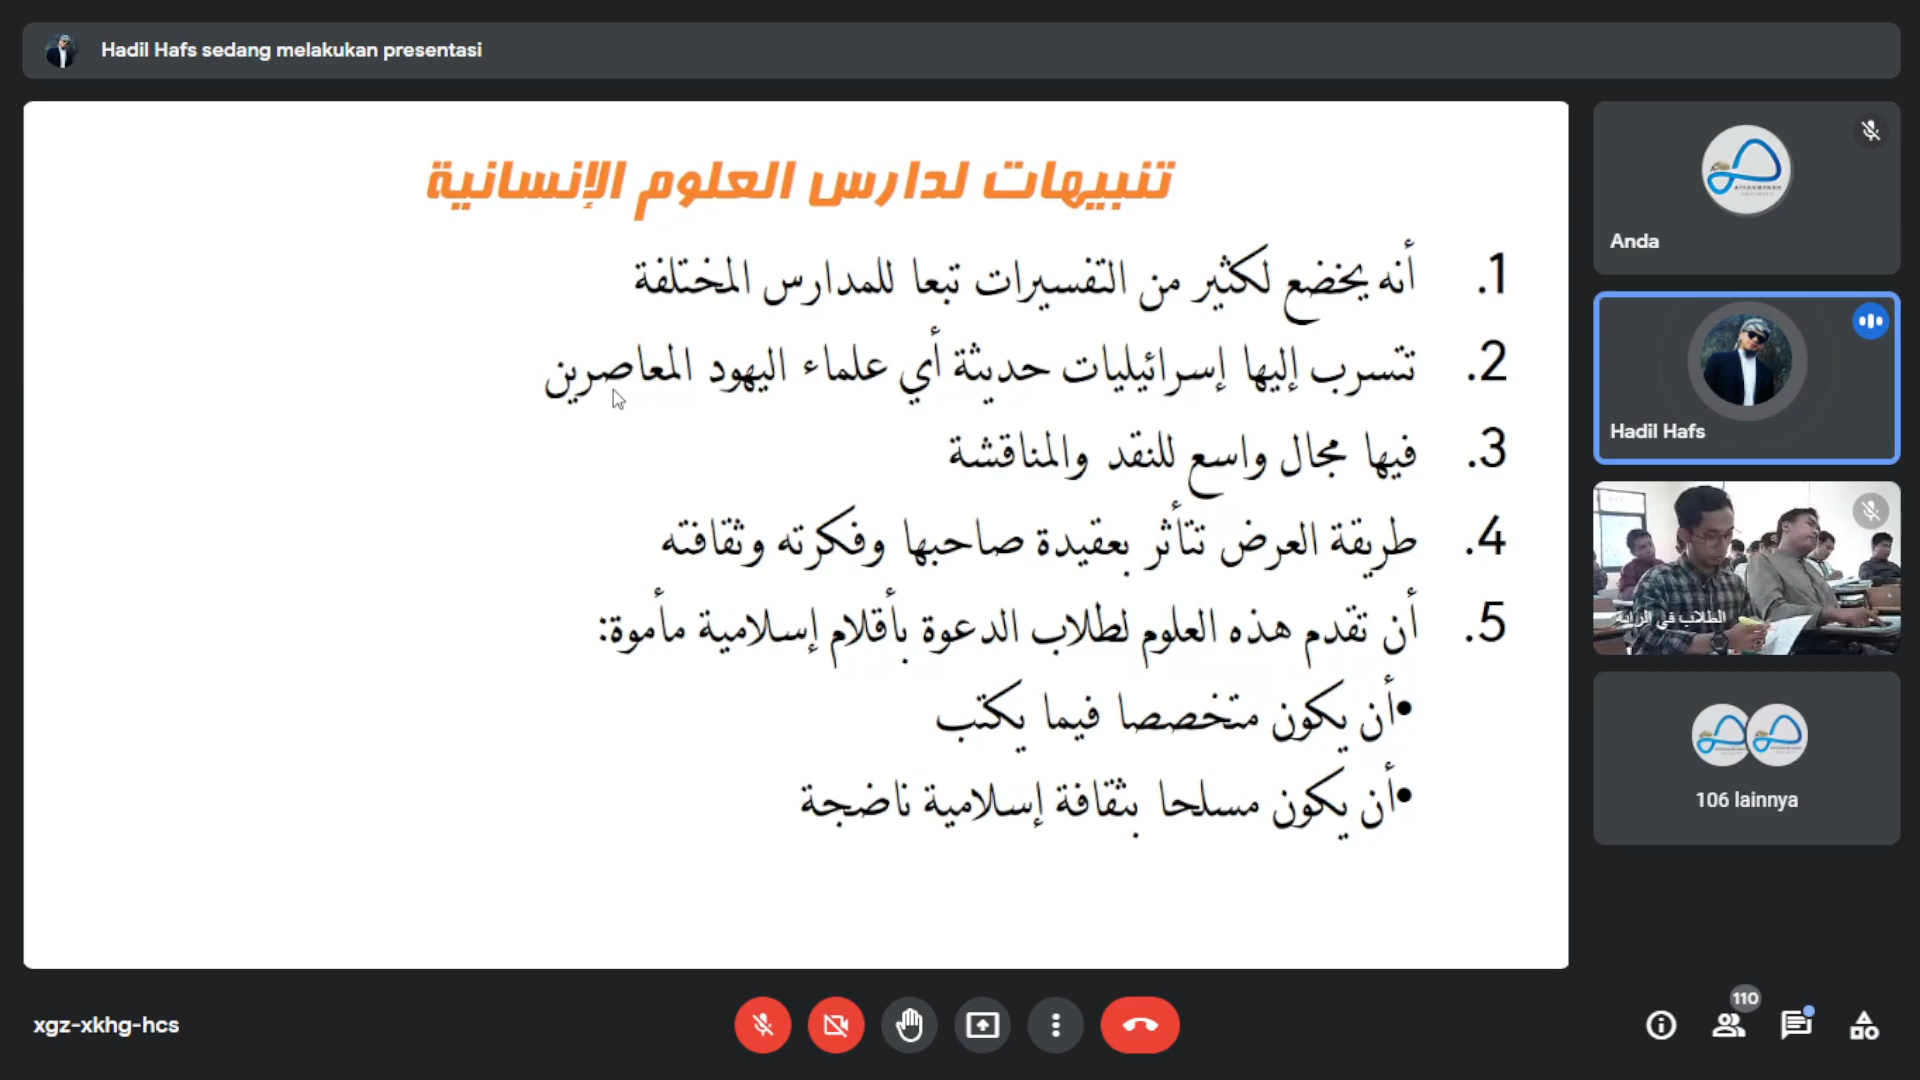 Hadil Hafs sedang melakukan presentasi
تنبيهات لدارس العلوم الإنسانية
1. أنه يخضع لكثير من التفسيرات تبعا للمدارس المختلفة
2. تتسرب إليها إسرائيليات حديثة أي علماء اليهود المعاصرين
3. فيها مجال واسع للنقد والمناقشة
4. طريقة العرض تتأثر بعقيدة صاحبها وفكرته وثقافته
5. أن تقدم هذه العلوم لطلاب الدعوة بأقلام إسلامية مأموة:
•أن يكون متخصصا فيما يكتب
•أن يكون مسلحا بثقافة إسلامية ناضجة
Anda
Hadil Hafs
الطلاب في الراية
106 lainnya
xgz-xkhg-hcs
110